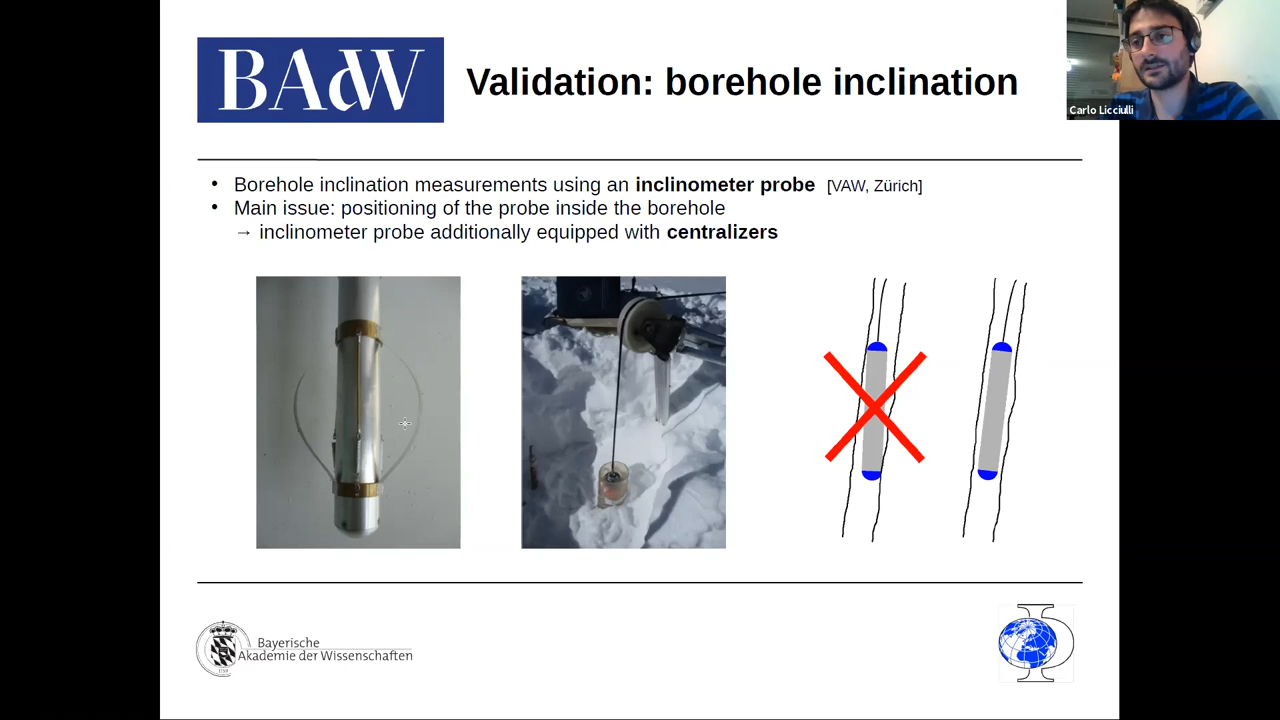 BAdW
Validation: borehole inclination
Carlo Licciulli
• Borehole inclination measurements using an inclinometer probe [VAW, Zürich]
• Main issue: positioning of the probe inside the borehole
→ inclinometer probe additionally equipped with centralizers
Bayerische
Akademie der Wissenschaften
1759